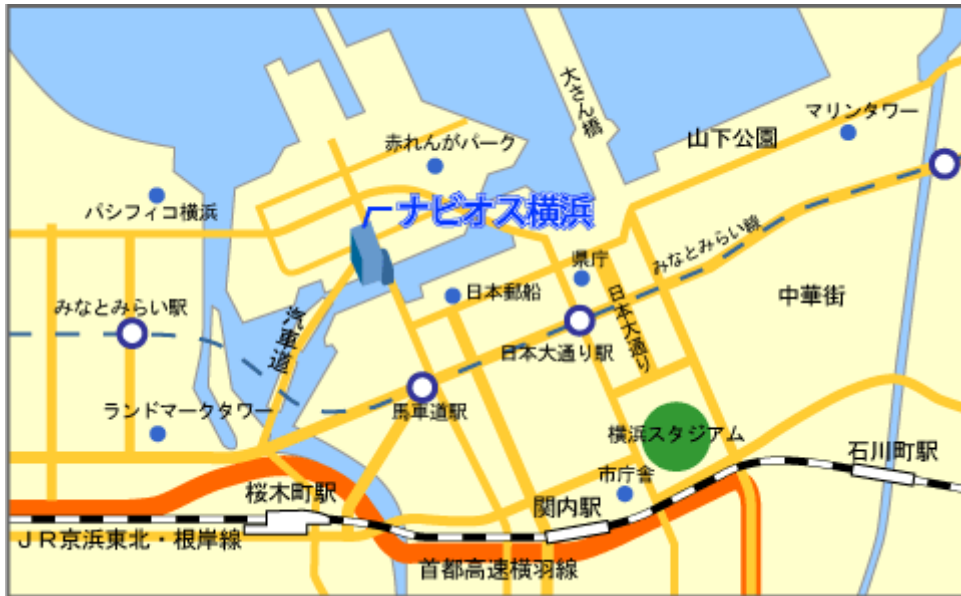 大さん橋
マリンタワー
赤れんがパーク
山下公園
パシフィコ横浜
ナビオス横浜
みなとみらい線
県庁
日本郵船
中華街
みなとみらい駅
汽車道
日本大通り
日本大通り駅
ランドマークタワー
馬車道駅
横浜スタジアム
石川町駅
市庁舎
桜木町駅
関内駅
JR京浜東北・根岸線
首都高速横羽線